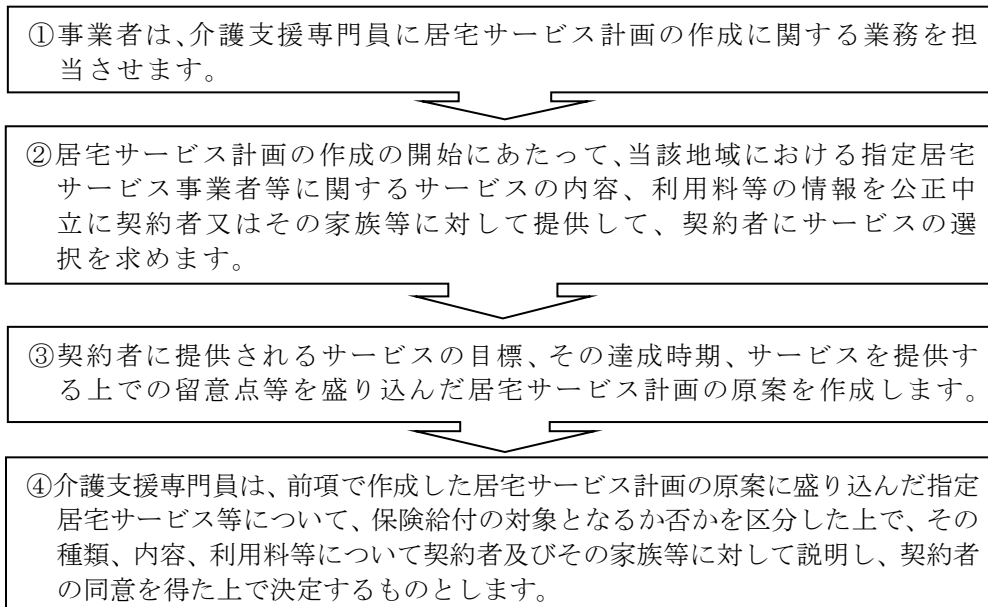 ①事業者は、介護支援専門員に居宅サービス計画の作成に関する業務を担
当させます。
②居宅サービス計画の作成の開始にあたって、当該地域における指定居宅
サービス事業者等に関するサービスの内容、利用料等の情報を公正中
立に契約者又はその家族等に対して提供して、契約者にサービスの選
択を求めます。
③契約者に提供されるサービスの目標、その達成時期、サービスを提供す
る上での留意点等を盛り込んだ居宅サービス計画の原案を作成します。
④介護支援専門員は、前項で作成した居宅サービス計画の原案に盛り込んだ指定
居宅サービス等について、保険給付の対象となるか否かを区分した上で、その
種類、内容、利用料等について契約者及びその家族等に対して説明し、契約者
の同意を得た上で決定するものとします。